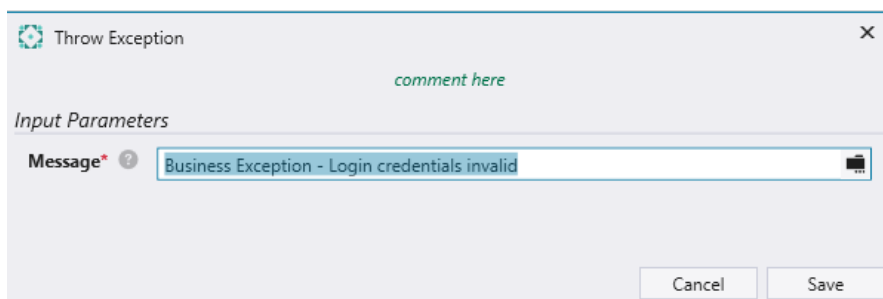 Throw Exception
comment here
Input Parameters
Message*
Business Exception - Login credentials invalid
Cancel Save